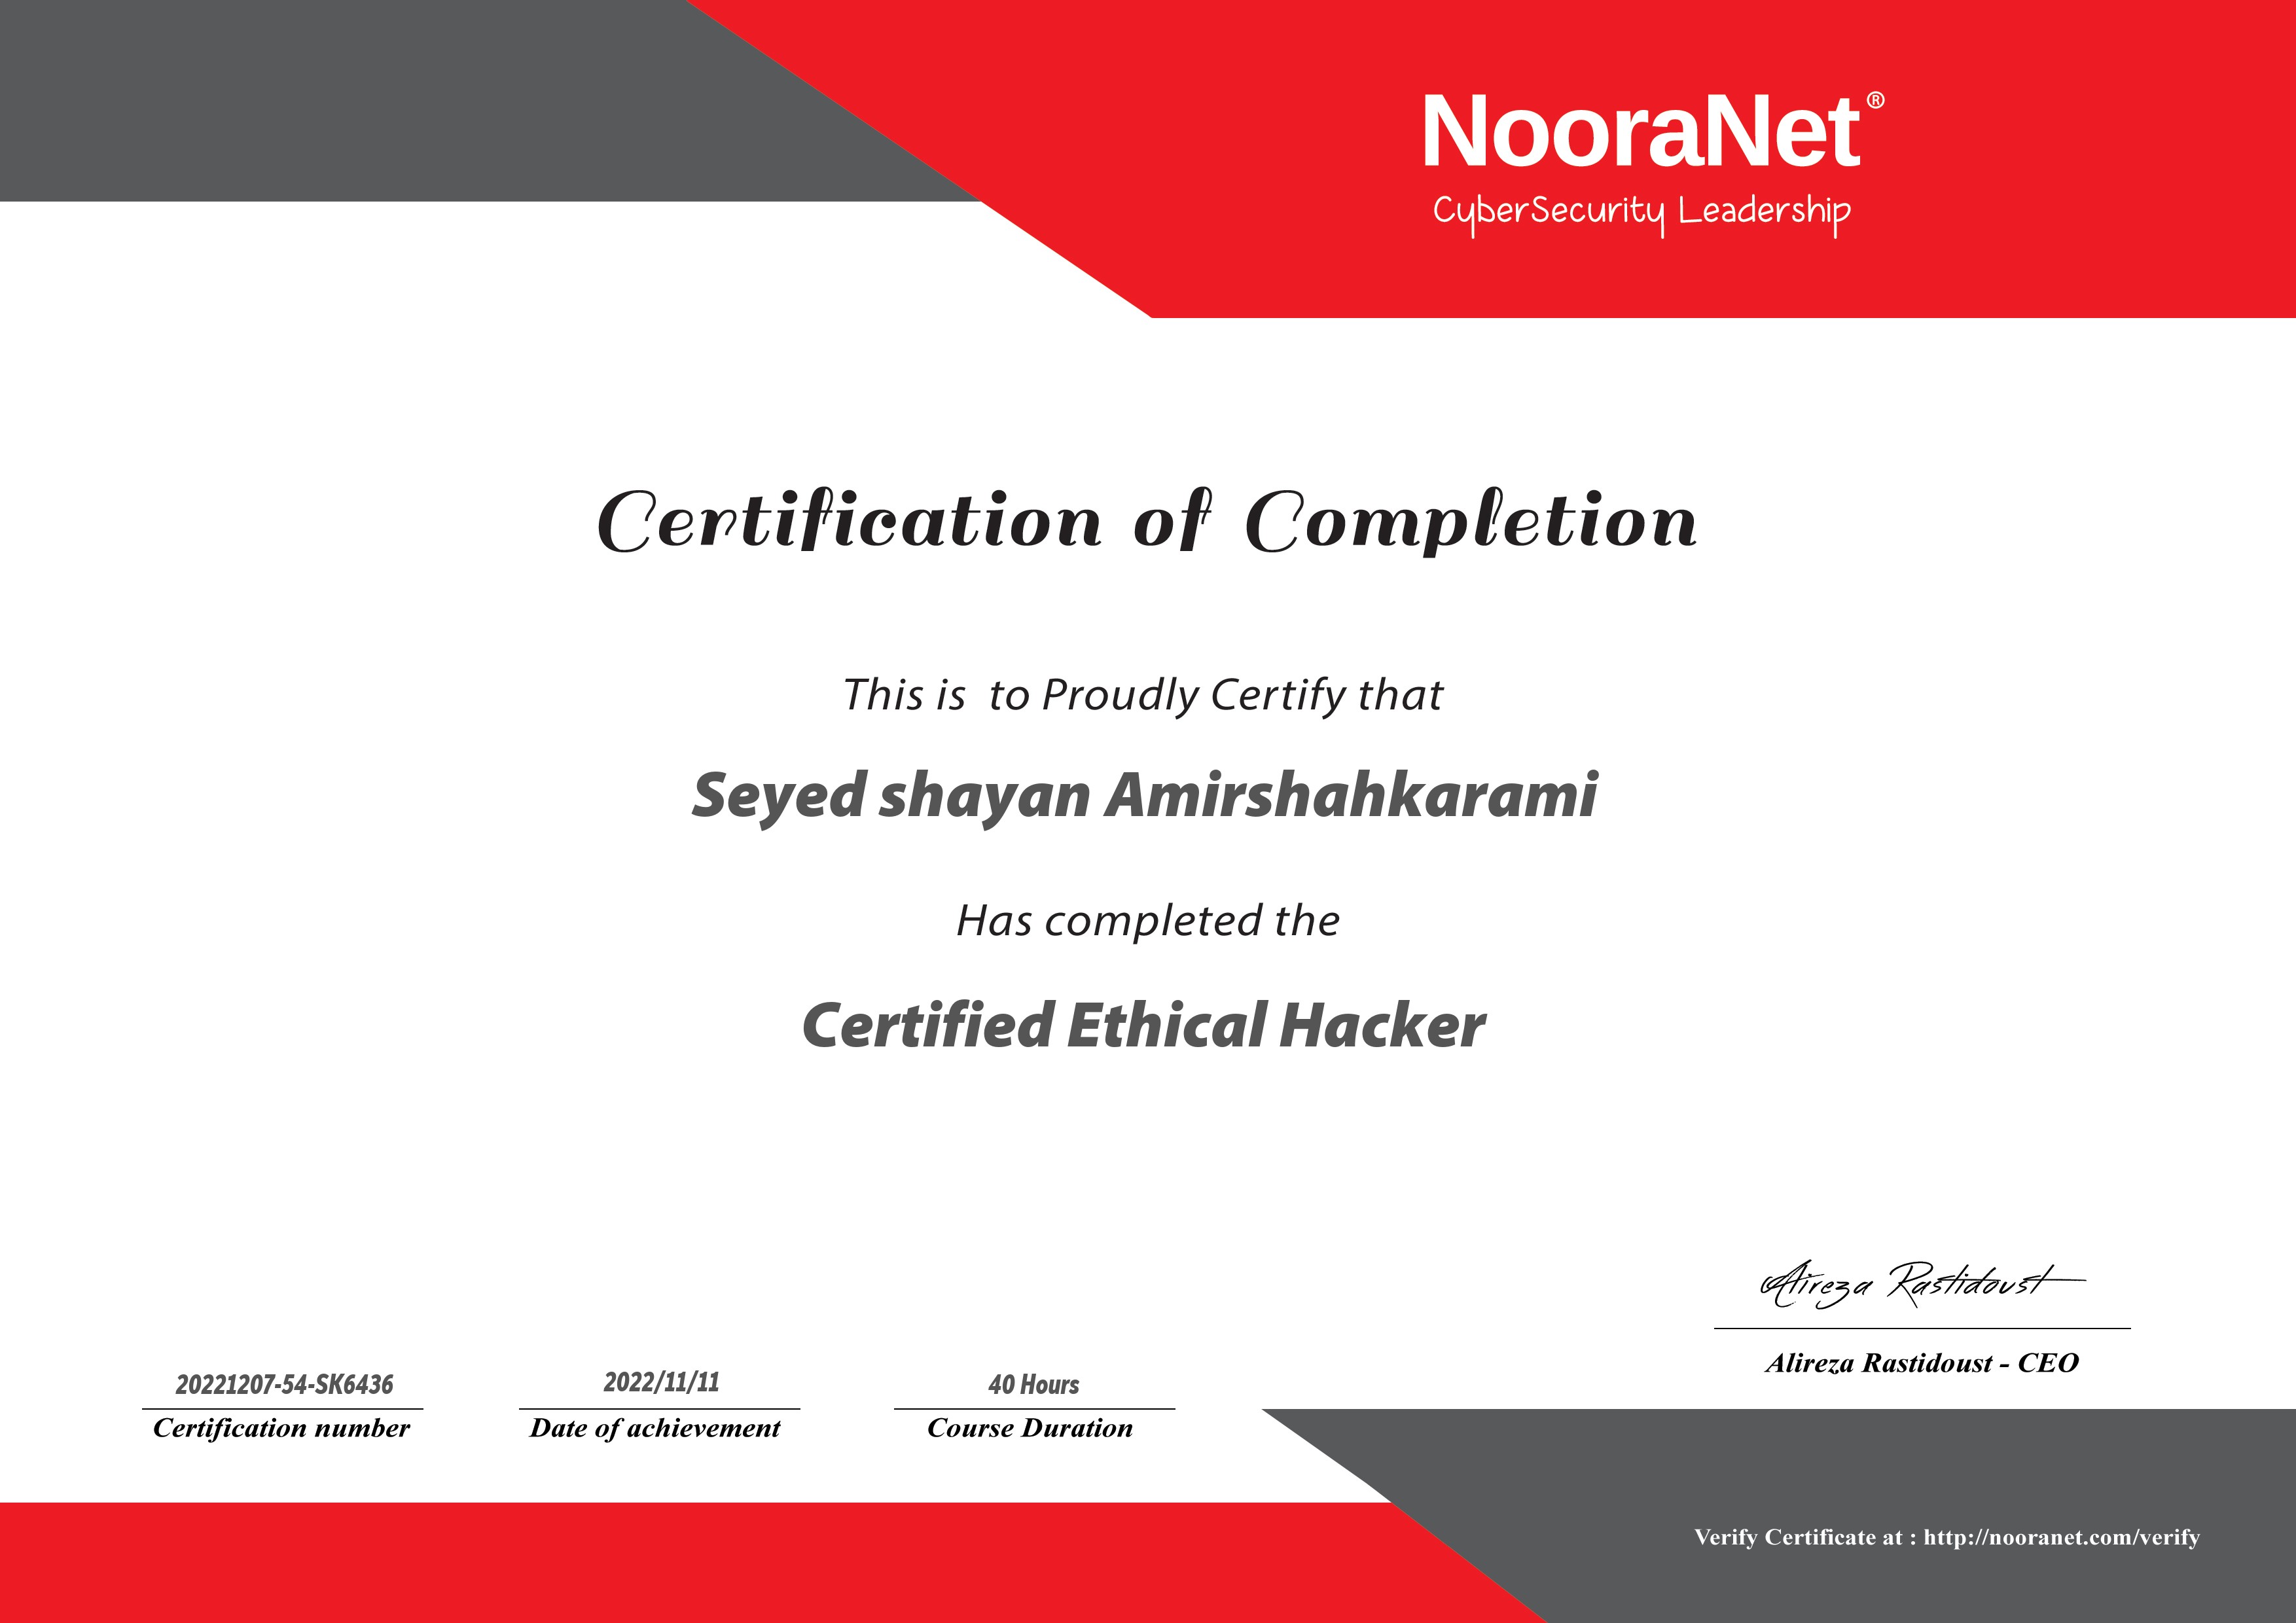 NooraNet®
CyberSecurity Leadership
Certification of Completion
This is to Proudly Certify that
Seyed shayan Amirshahkarami
Has completed the
Certified Ethical Hacker
Alireza Rastidoust
Alireza Rastidoust - CEO
20221207-54-SK6436
Certification number
2022/11/11
Date of achievement
40 Hours
Course Duration
Verify Certificate at : http://nooranet.com/verify